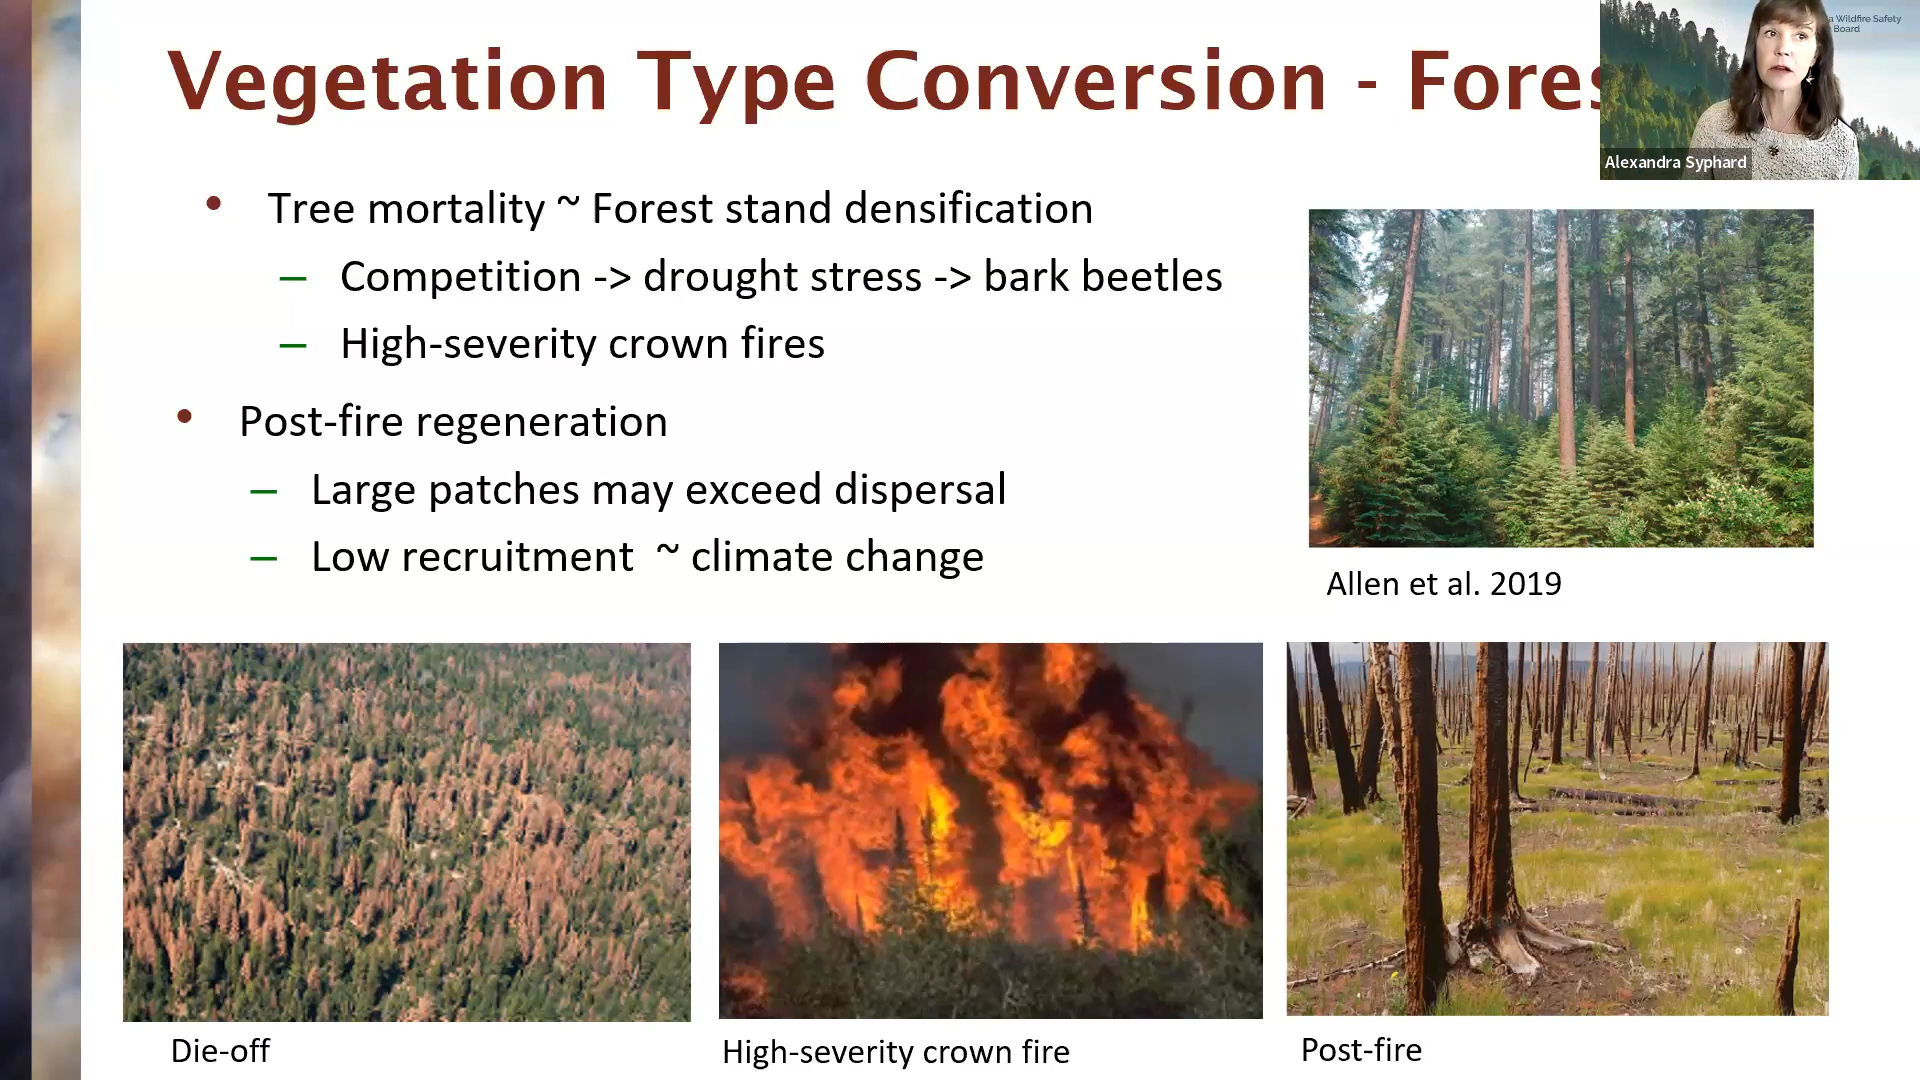 Vegetation Type Conversion - Fores
a Wildfire Safety
Board
Alexandra Syphard
• Tree mortality ~ Forest stand densification
– Competition -> drought stress -> bark beetles
– High-severity crown fires
• Post-fire regeneration
– Large patches may exceed dispersal
– Low recruitment ~ climate change
Allen et al. 2019
Die-off
High-severity crown fire
Post-fire